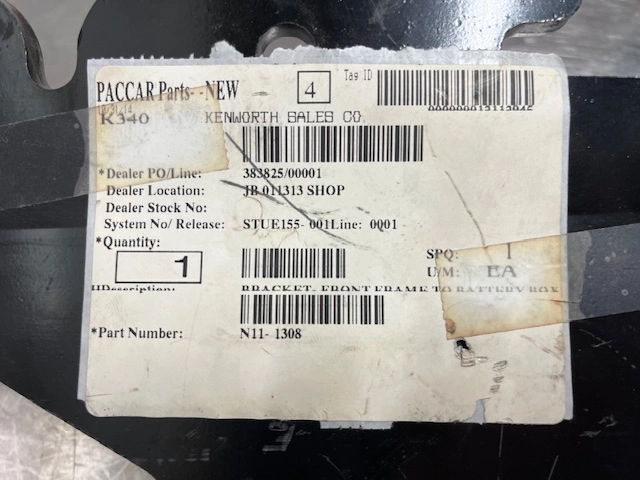 PACCAR Parts- -NEW
4
Tag ID
K340
KENWORTH SALES CO
*Dealer PO/Line: 383825/00001
Dealer Location: JB 011313 SHOP
Dealer Stock No:
System No/ Release: STUE155- 001Line: 0001
*Quantity:
1
SPQ: 1
U/M: EA
Description: BRACKET- FRONT FRAME TO BATTERY BOX
*Part Number: N11- 1308